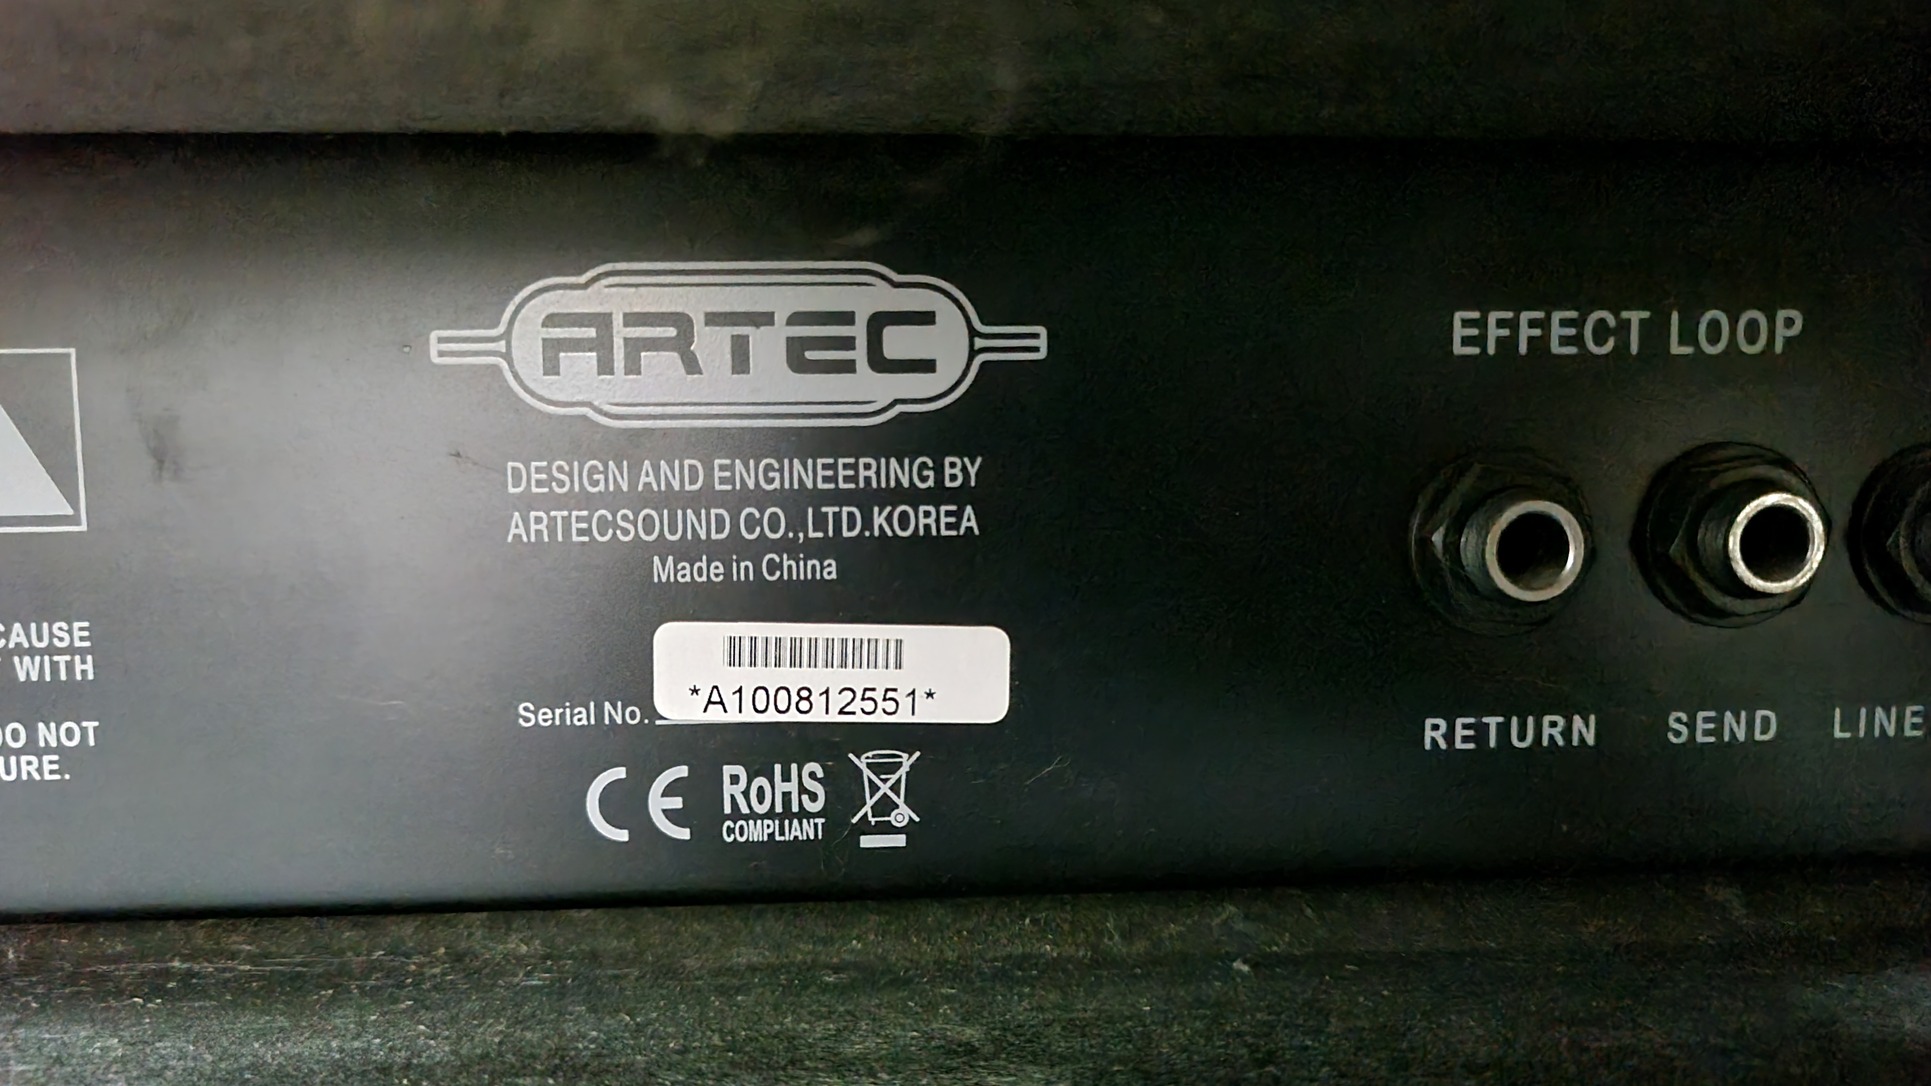 ARTEC
DESIGN AND ENGINEERING BY
ARTECSOUND CO.,LTD.KOREA
Made in China
Serial No. *A100812551*
CE RoHS
COMPLIANT
CAUSE
WITH
DO NOT
URE.
EFFECT LOOP
RETURN SEND LINE